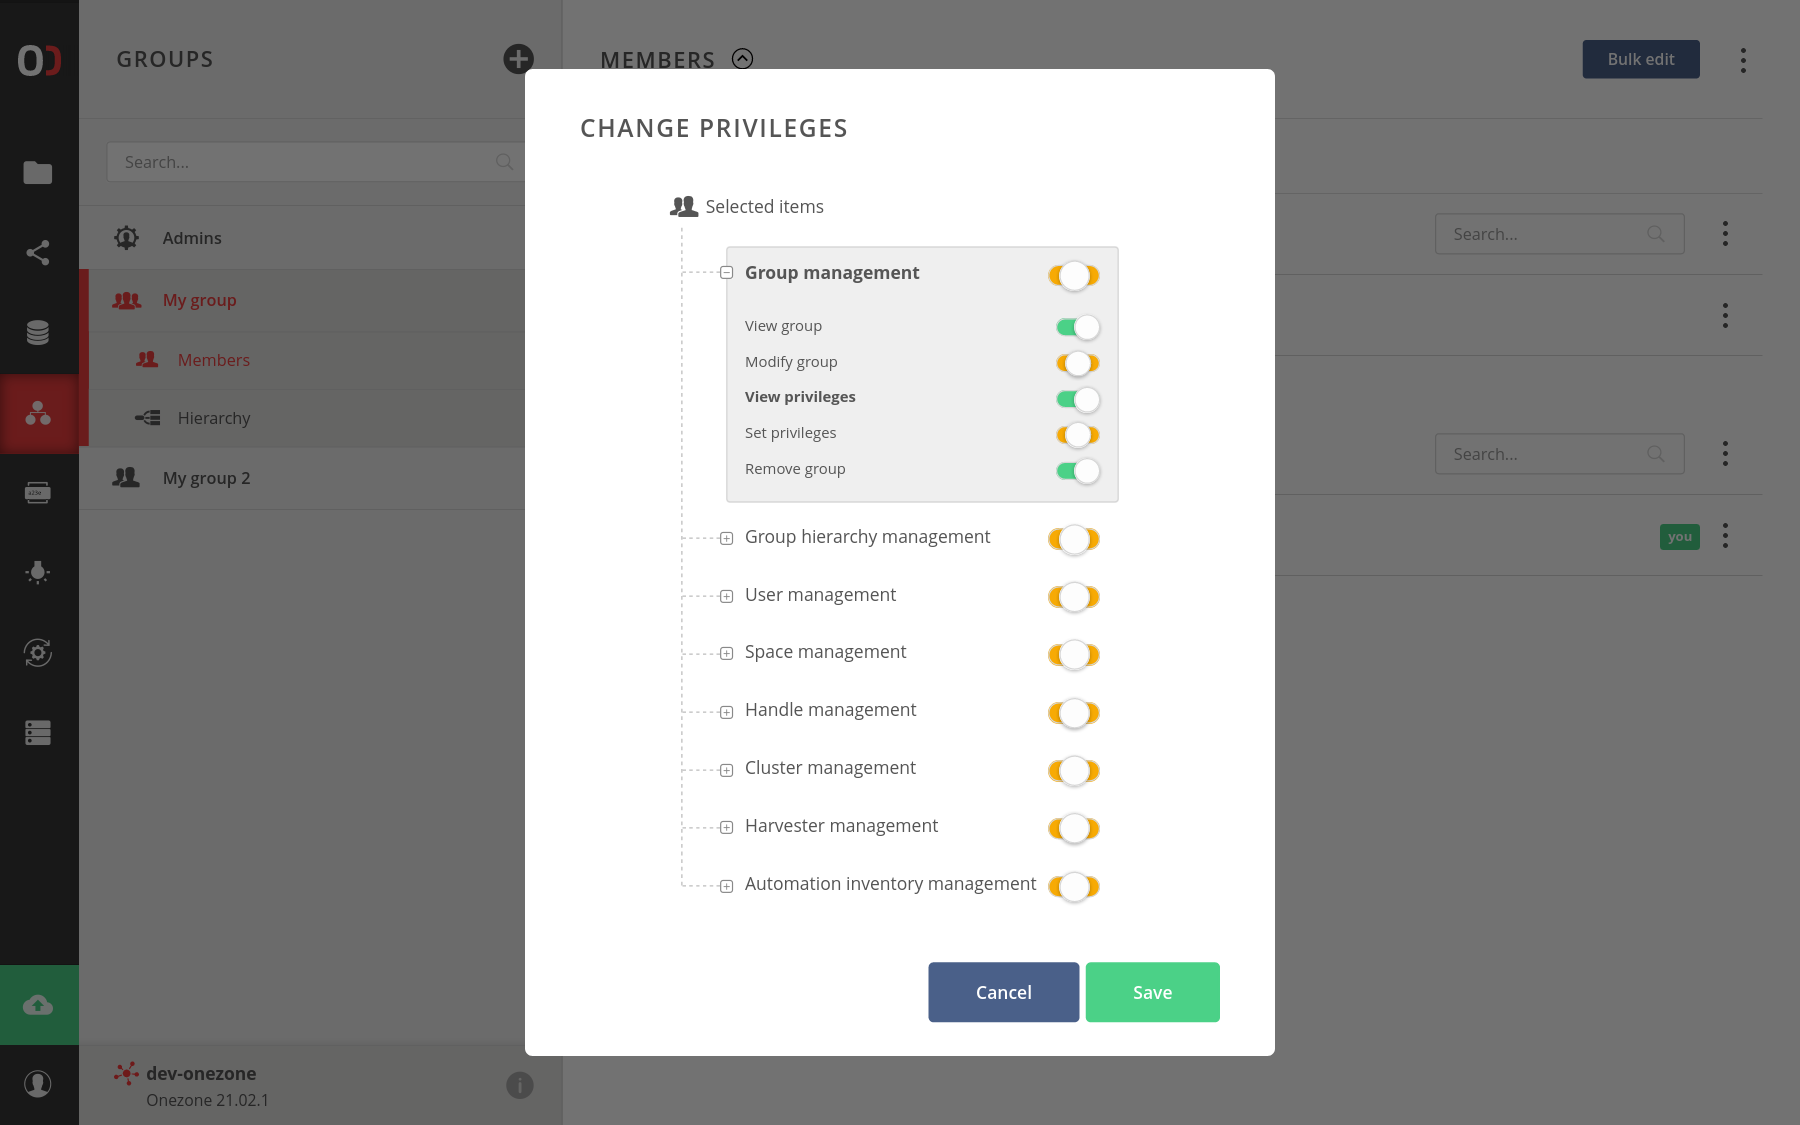 GROUPS
MEMBERS
Bulk edit
CHANGE PRIVILEGES
Search...
Selected items
Admins
Search...
Group management
My group
View group
Members
Modify group
View privileges
Hierarchy
Set privileges
Search...
Remove group
My group 2
Group hierarchy management
you
User management
Space management
Handle management
Cluster management
Harvester management
Automation inventory management
Cancel
Save
dev-onezone
Onezone 21.02.1